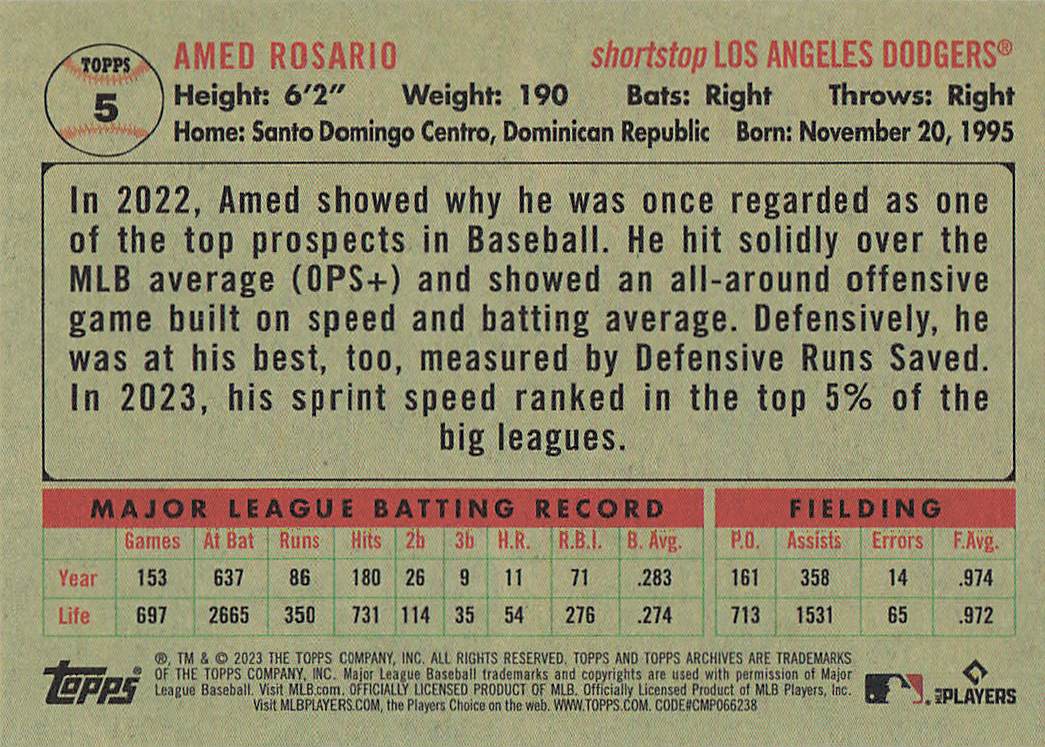 TOPPS
5
AMED ROSARIO
shortstop LOS ANGELES DODGERS®
Height: 6'2" Weight: 190 Bats: Right Throws: Right
Home: Santo Domingo Centro, Dominican Republic Born: November 20, 1995
In 2022, Amed showed why he was once regarded as one
of the top prospects in Baseball. He hit solidly over the
MLB average (OPS+) and showed an all-around offensive
game built on speed and batting average. Defensively, he
was at his best, too, measured by Defensive Runs Saved.
In 2023, his sprint speed ranked in the top 5% of the
big leagues.
MAJOR LEAGUE BATTING RECORD FIELDING
Games At Bat Runs Hits 2b 3b H.R. R.B.I. B. Avg. P.O. Assists Errors F.Avg.
Year 153 637 86 180 26 9 11 71 .283 161 358 14 .974
Life 697 2665 350 731 114 35 54 276 .274 713 1531 65 .972
topps®
®, TM & © 2023 THE TOPPS COMPANY, INC. ALL RIGHTS RESERVED. TOPPS AND TOPPS ARCHIVES ARE TRADEMARKS
OF THE TOPPS COMPANY, INC. Major League Baseball trademarks and copyrights are used with permission of Major
League Baseball. Visit MLB.com. OFFICIALLY LICENSED PRODUCT OF MLB. Officially Licensed Product of MLB Players, Inc.
Visit MLBPLAYERS.COM, the Players Choice on the web. WWW.TOPPS.COM. CODE#CMP066238
MLB PLAYERS